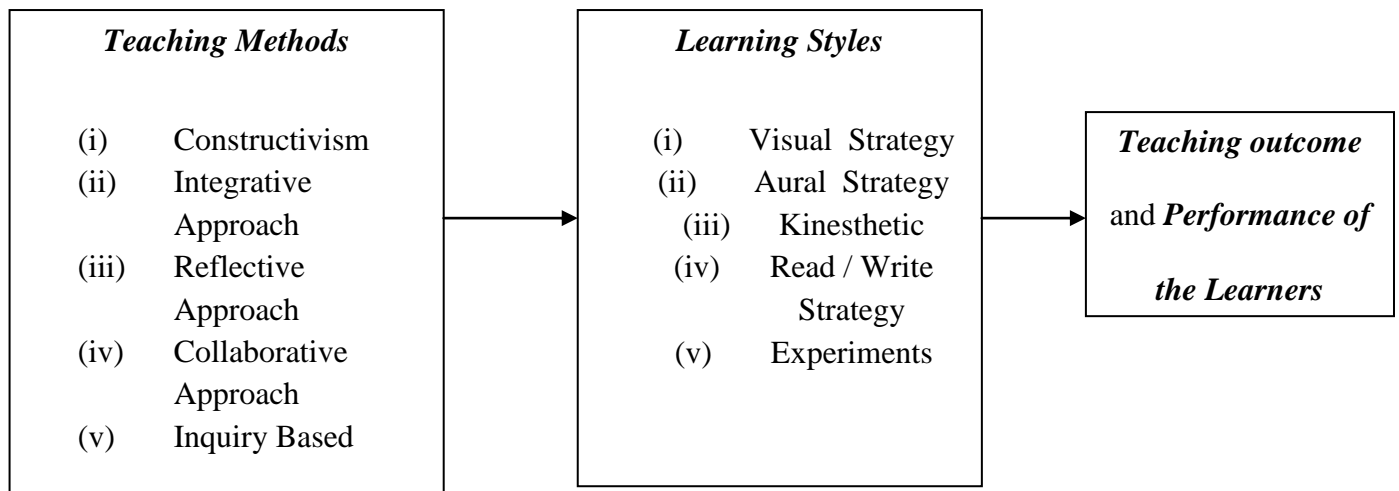 Teaching Methods
(i) Constructivism
(ii) Integrative
Approach
(iii) Reflective
Approach
(iv) Collaborative
Approach
(v) Inquiry Based
Learning Styles
(i) Visual Strategy
(ii) Aural Strategy
(iii) Kinesthetic
(iv) Read / Write
Strategy
(v) Experiments
Teaching outcome
and Performance of
the Learners